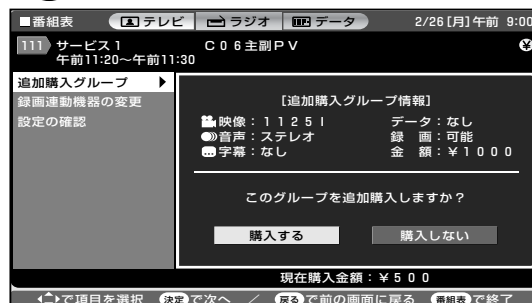 ■番組表 テレビ ラジオ データ 2/26[月]午前 9:00
111 サービス1 C06主副PV ¥
午前11:20~午前11:30
追加購入グループ ▶
録画連動機器の変更
設定の確認
[追加購入グループ情報]
映像:1125I データ:なし
音声:ステレオ 録 画:可能
字幕:なし 金 額:¥1000
このグループを追加購入しますか?
購入する 購入しない
現在購入金額:¥500
で項目を選択 決定で次へ / 戻るで前の画面に戻る 番組表で終了